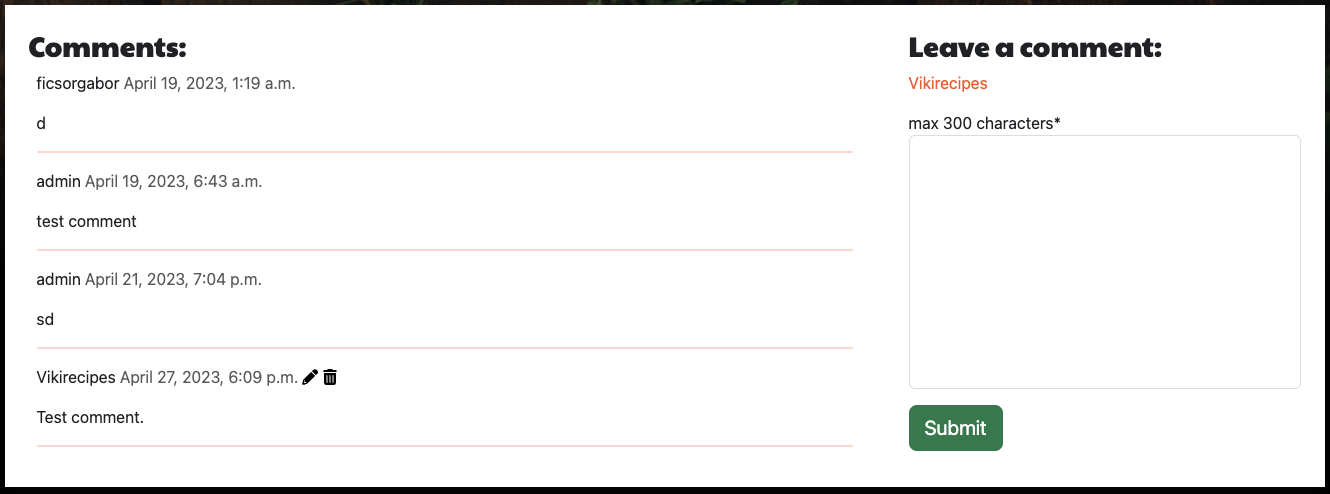 Comments:
ficsorgabor April 19, 2023, 1:19 a.m.
d
admin April 19, 2023, 6:43 a.m.
test comment
admin April 21, 2023, 7:04 p.m.
sd
Vikirecipes April 27, 2023, 6:09 p.m.
Test comment.
Leave a comment:
Vikirecipes
max 300 characters*
Submit